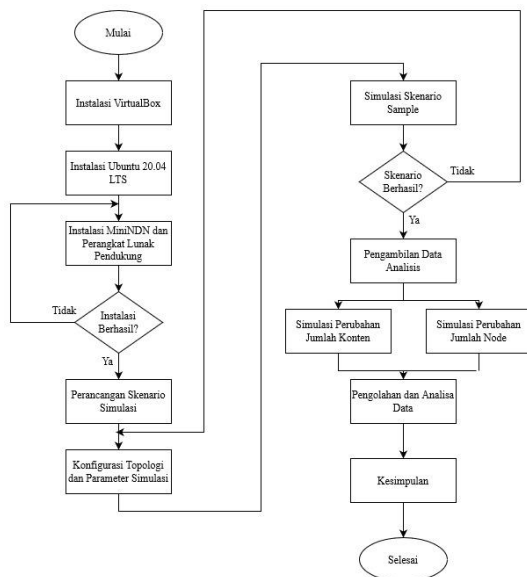 Mulai
Instalasi VirtualBox
Instalasi Ubuntu 20.04
LTS
Instalasi MiniNDN dan
Perangkat Lunak
Pendukung
Tidak
Instalasi
Berhasil?
Ya
Perancangan Skenario
Simulasi
Konfigurasi Topologi
dan Parameter Simulasi
Simulasi Skenario
Sample
Skenario
Berhasil?
Tidak
Ya
Pengambilan Data
Analisis
Simulasi Perubahan
Jumlah Konten
Simulasi Perubahan
Jumlah Node
Pengolahan dan Analisa
Data
Kesimpulan
Selesai